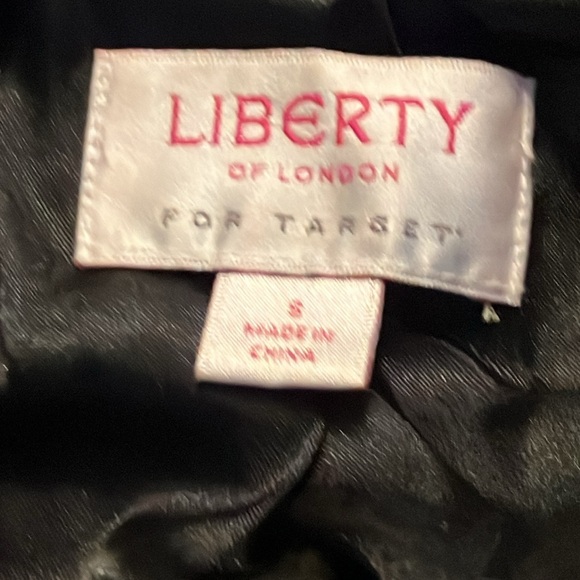 LIBERTY
OF LONDON
FOR TARGET
S
MADE IN
CHINA